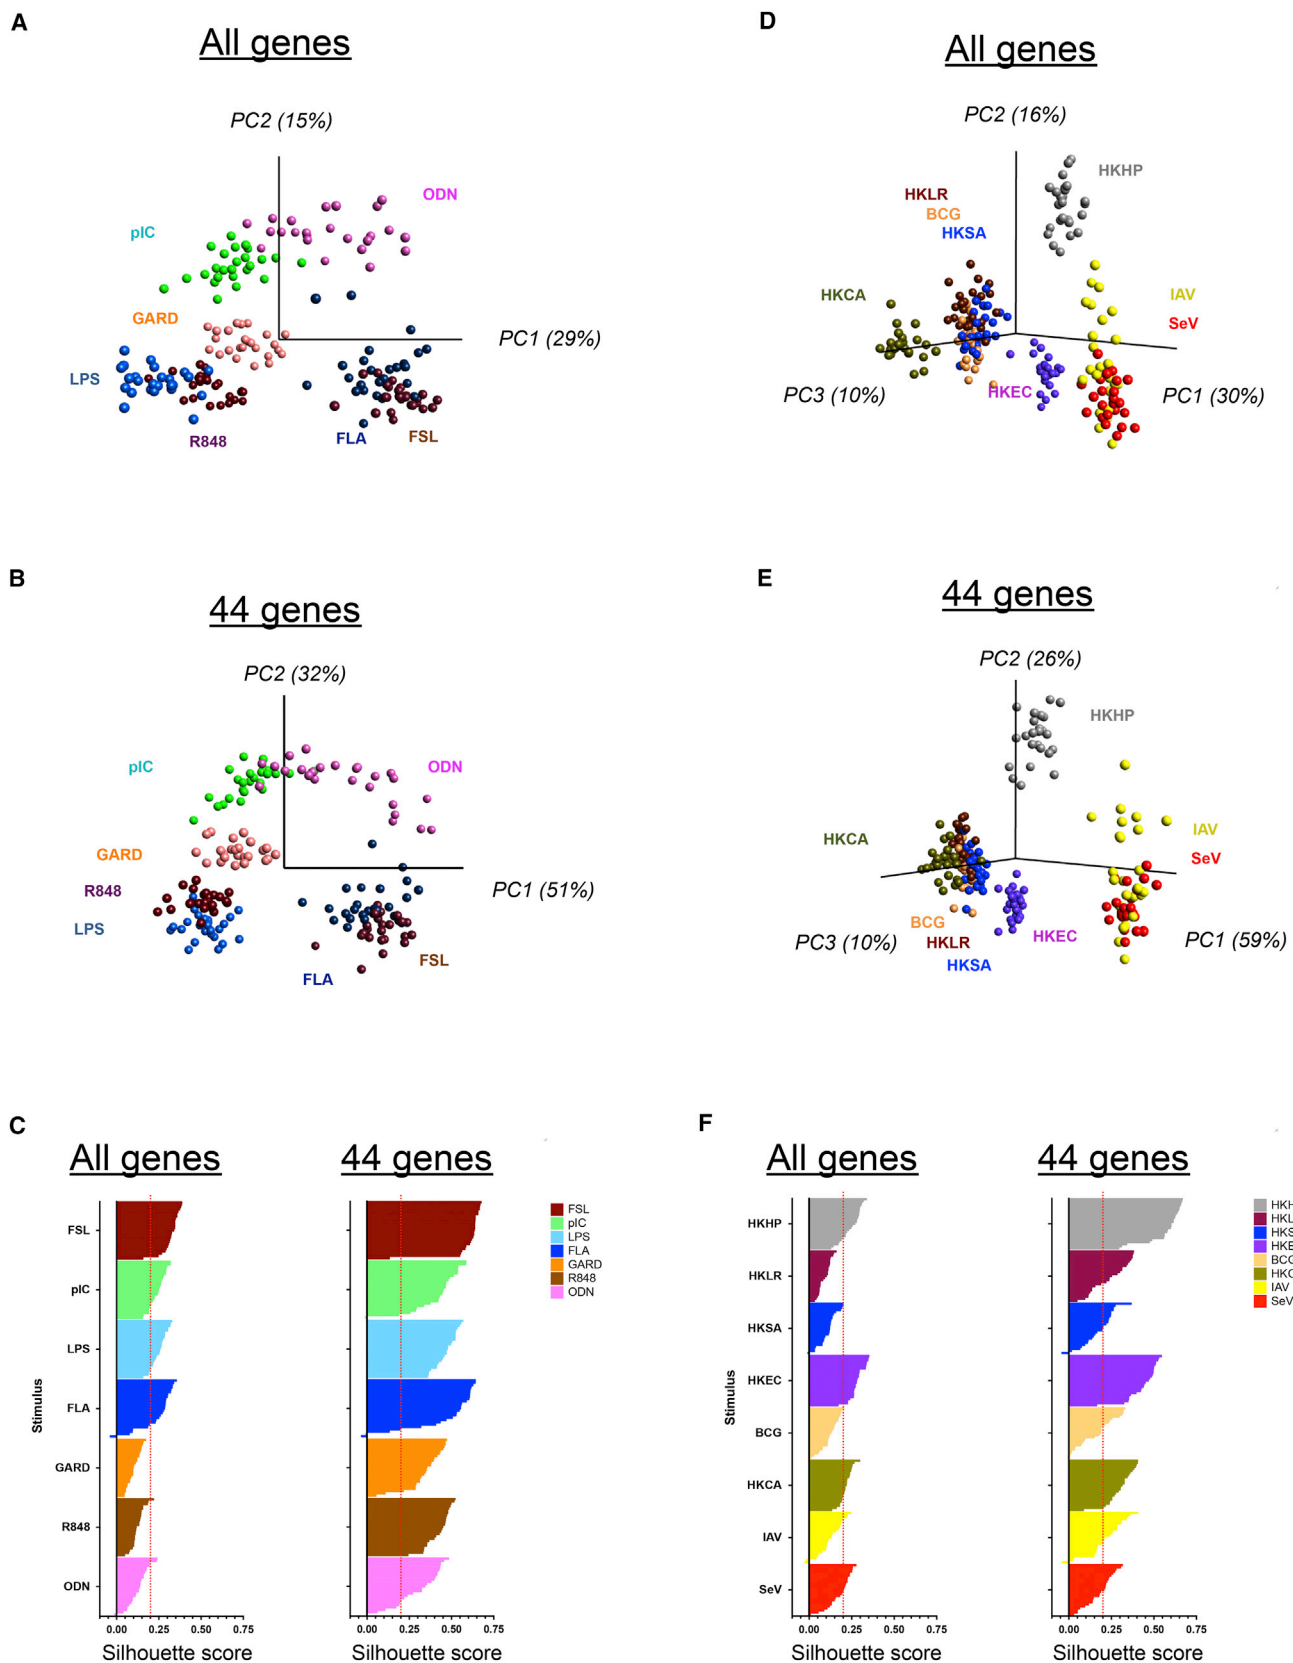 A
All genes
PC2 (15%)
ODN
pIC
GARD
PC1 (29%)
LPS
R848
FLA
FSL
B
44 genes
PC2 (32%)
pIC
ODN
GARD
R848
PC1 (51%)
LPS
FSL
FLA
C
All genes
44 genes
Stimulus
FSL
pIC
LPS
FLA
GARD
R848
ODN
0.00 0.25 0.50 0.75
Silhouette score
0.00 0.25 0.50 0.75
Silhouette score
FSL
pIC
LPS
FLA
GARD
R848
ODN
D
All genes
PC2 (16%)
HKHP
HKLR
BCG
HKSA
HKCA
IAV
SeV
PC3 (10%)
HKEC
PC1 (30%)
E
44 genes
PC2 (26%)
HKHP
HKCA
IAV
SeV
BCG
HKLR
HKSA
HKEC
PC3 (10%)
PC1 (59%)
F
All genes
44 genes
Stimulus
HKHP
HKLR
HKSA
HKEC
BCG
HKCA
IAV
SeV
0.00 0.25 0.50 0.75
Silhouette score
0.00 0.25 0.50 0.75
Silhouette score
BCG
IAV
SeV